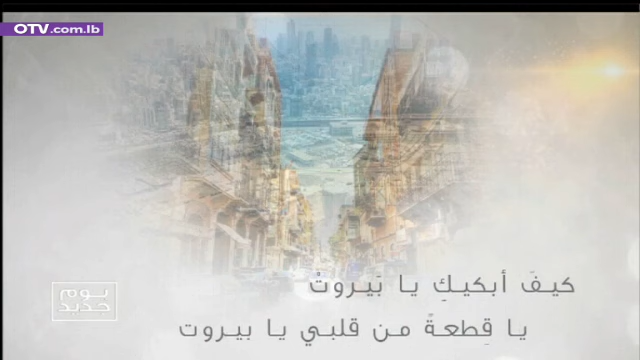 OTV.com.lb
كيفَ أبكيكِ يا بَيروتْ
يا قِطعةً من قلبي يا بيروت
يوم
جديد